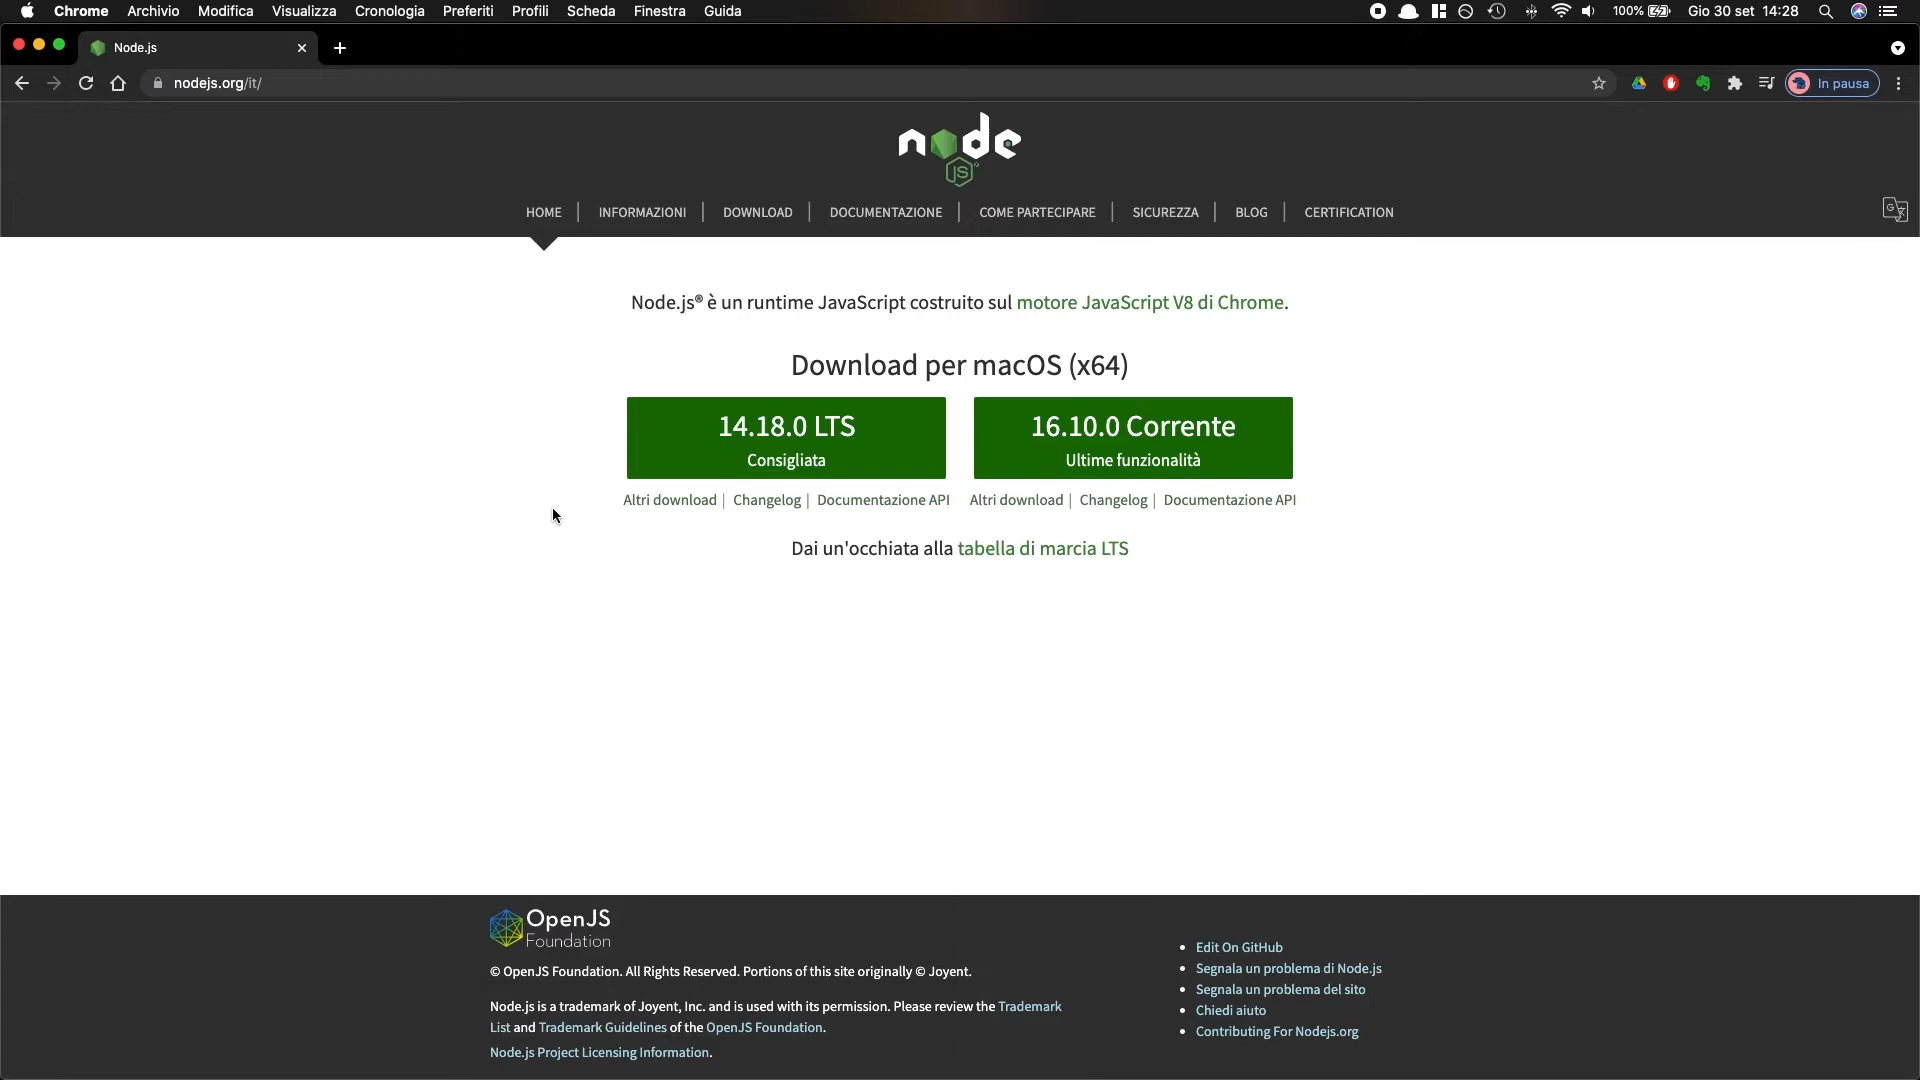 Chrome Archivio Modifica Visualizza Cronologia Preferiti Profili Scheda Finestra Guida 100% Gio 30 set 14:28
Node.js
nodejs.org/it/ In pausa
node
JS
HOME INFORMAZIONI DOWNLOAD DOCUMENTAZIONE COME PARTECIPARE SICUREZZA BLOG CERTIFICATION
Node.js® è un runtime JavaScript costruito sul motore JavaScript V8 di Chrome.
Download per macOS (x64)
14.18.0 LTS
Consigliata
16.10.0 Corrente
Ultime funzionalità
Altri download | Changelog | Documentazione API Altri download | Changelog | Documentazione API
Dai un'occhiata alla tabella di marcia LTS
OpenJS
Foundation
© OpenJS Foundation. All Rights Reserved. Portions of this site originally © Joyent.
Node.js is a trademark of Joyent, Inc. and is used with its permission. Please review the Trademark
List and Trademark Guidelines of the OpenJS Foundation.
Node.js Project Licensing Information.
Edit On GitHub
Segnala un problema di Node.js
Segnala un problema del sito
Chiedi aiuto
Contributing For Nodejs.org